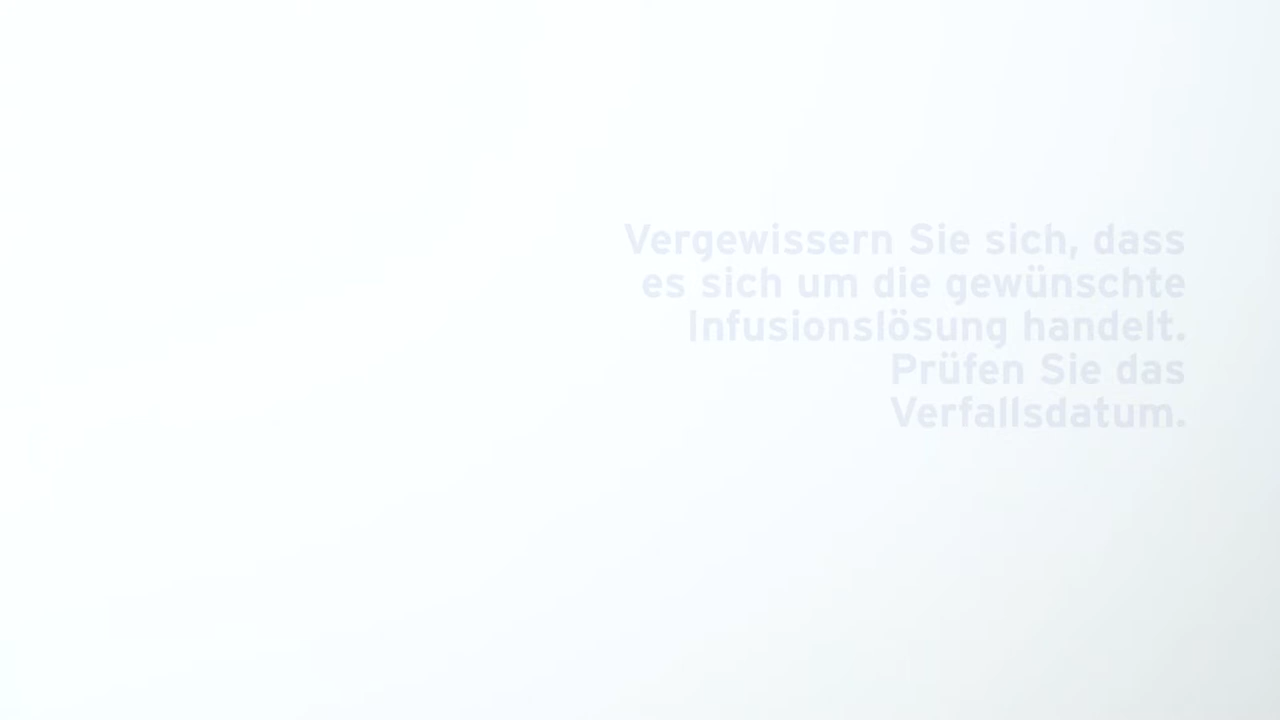 Vergewissern Sie sich, dass
es sich um die gewünschte
Infusionslösung handelt.
Prüfen Sie das
Verfallsdatum.